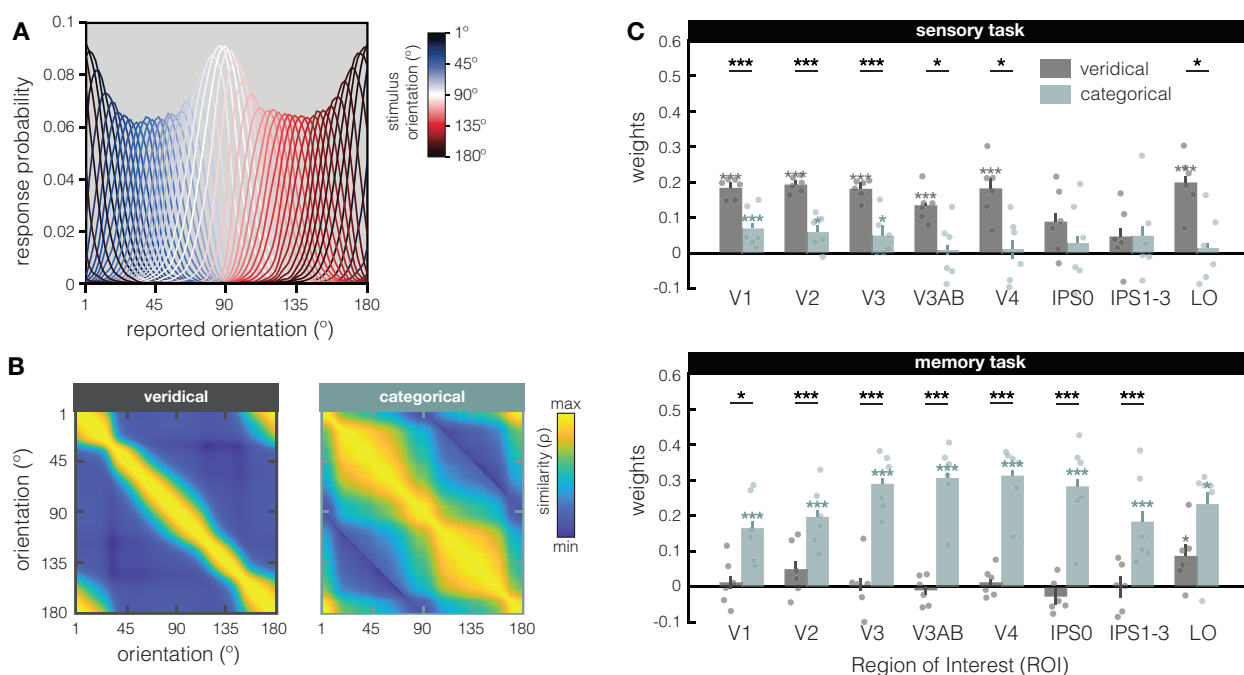 A
0.1
0.08
0.06
0.04
0.02
0
response probability
1 45 90 135 180
reported orientation (º)
stimulus
orientation (º)
1º
45º
90º
135º
180º
B
veridical
categorical
1
45
90
135
180
orientation (º)
1 45 90 135 180
1 45 90 135 180
orientation (º)
max
similarity (ρ)
min
C
sensory task
0.6
0.5
0.4
0.3
0.2
0.1
0
-0.1
weights
*** *** *** * * *
veridical
categorical
*** *** *** *** *** ***
*** * *
V1 V2 V3 V3AB V4 IPS0 IPS1-3 LO
memory task
0.6
0.5
0.4
0.3
0.2
0.1
0
-0.1
weights
* *** *** *** *** *** ***
*** *** *** *** *** *** *** *
*
V1 V2 V3 V3AB V4 IPS0 IPS1-3 LO
Region of Interest (ROI)